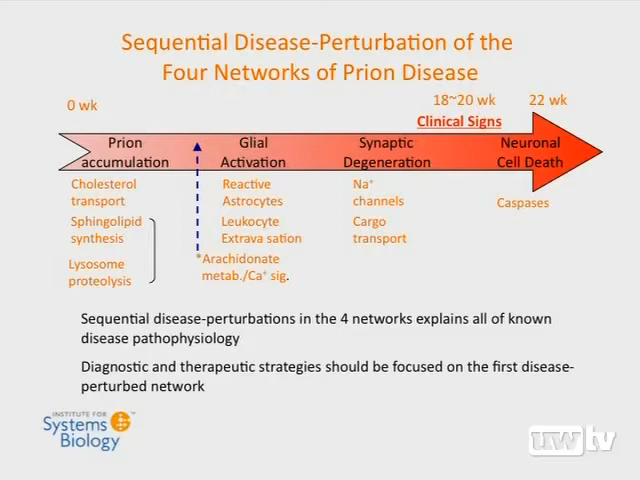 Sequential Disease-Perturbation of the
Four Networks of Prion Disease
0 wk
18~20 wk
22 wk
Clinical Signs
Prion
accumulation
Glial
Activation
Synaptic
Degeneration
Neuronal
Cell Death
Cholesterol
transport
Sphingolipid
synthesis
Lysosome
proteolysis
Reactive
Astrocytes
Leukocyte
Extrava sation
*Arachidonate
metab./Ca⁺ sig.
Na⁺
channels
Cargo
transport
Caspases
Sequential disease-perturbations in the 4 networks explains all of known
disease pathophysiology
Diagnostic and therapeutic strategies should be focused on the first disease-
perturbed network
INSTITUTE FOR
Systems
Biology
uwtv